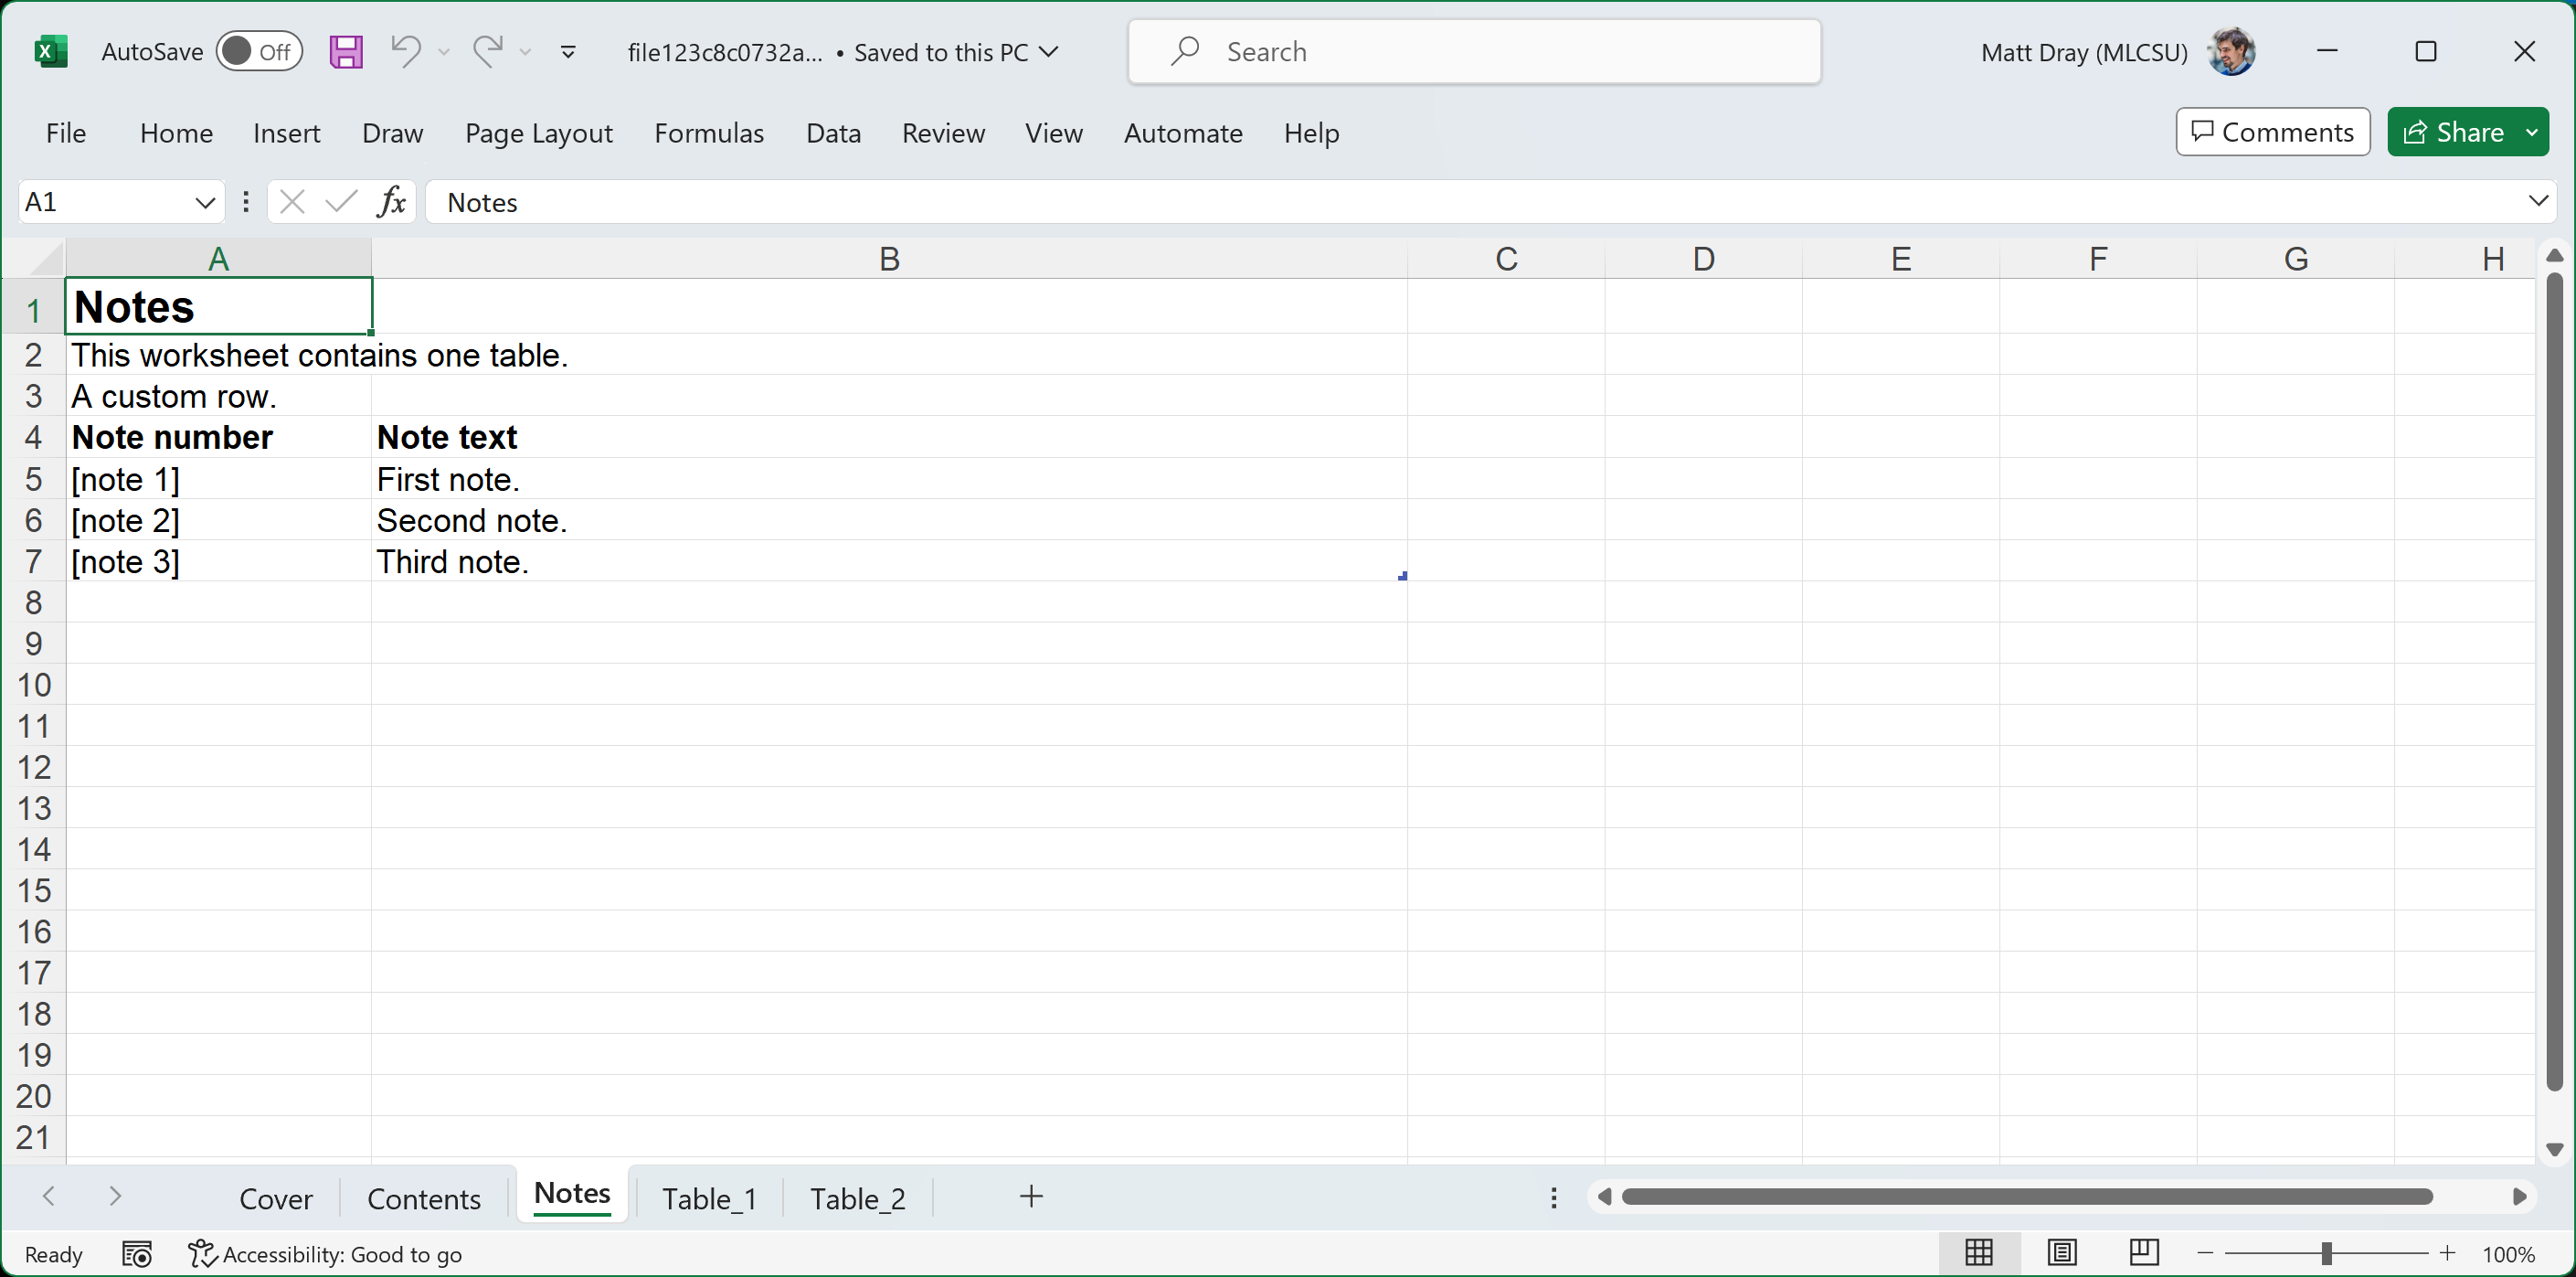 AutoSave Off file123c8c0732a... • Saved to this PC Search Matt Dray (MLCSU)
File Home Insert Draw Page Layout Formulas Data Review View Automate Help Comments Share
A1 fx Notes
A B C D E F G H
1 Notes
2 This worksheet contains one table.
3 A custom row.
4 Note number Note text
5 [note 1] First note.
6 [note 2] Second note.
7 [note 3] Third note.
8
9
10
11
12
13
14
15
16
17
18
19
20
21
Cover Contents Notes Table_1 Table_2
Ready Accessibility: Good to go 100%